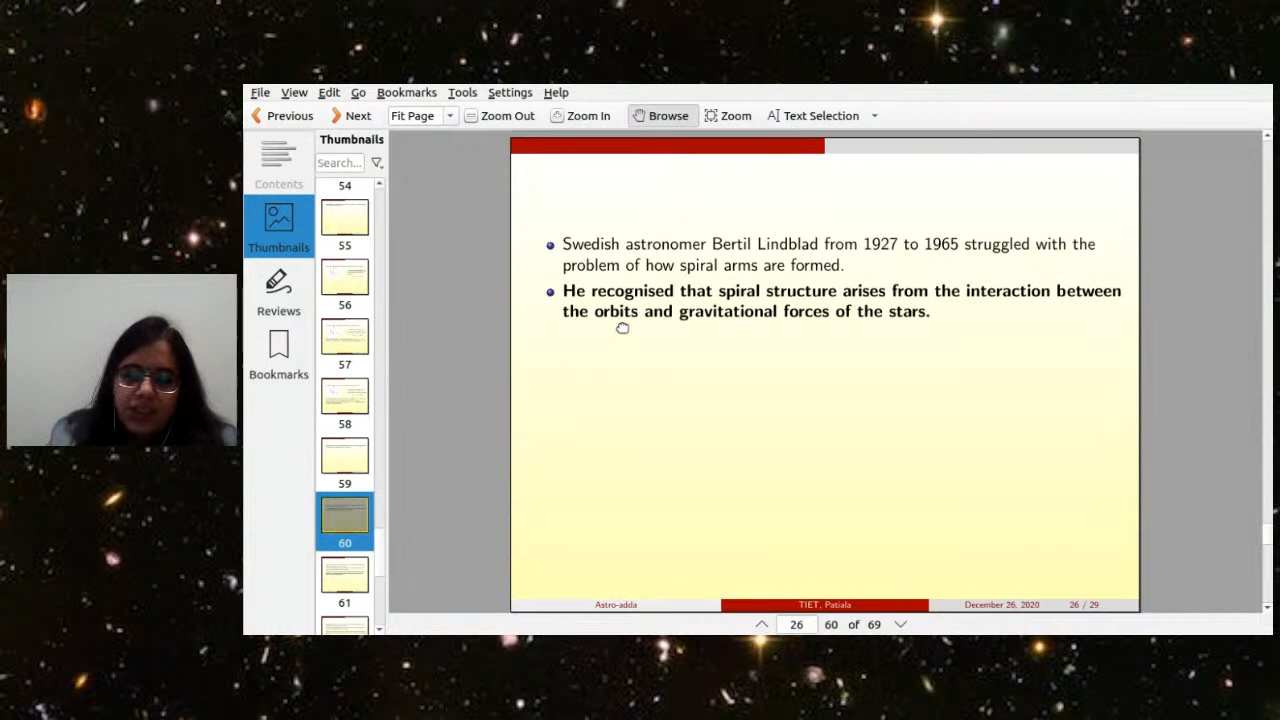 File View Edit Go Bookmarks Tools Settings Help
Previous Next Fit Page Zoom Out Zoom In Browse Zoom Text Selection
Thumbnails
Search...
Contents
Thumbnails
Reviews
Bookmarks
54
55
56
57
58
59
60
61
Swedish astronomer Bertil Lindblad from 1927 to 1965 struggled with the
problem of how spiral arms are formed.
He recognised that spiral structure arises from the interaction between
the orbits and gravitational forces of the stars.
Astro-adda TIET, Patiala December 26, 2020 26 / 29
26 60 of 69